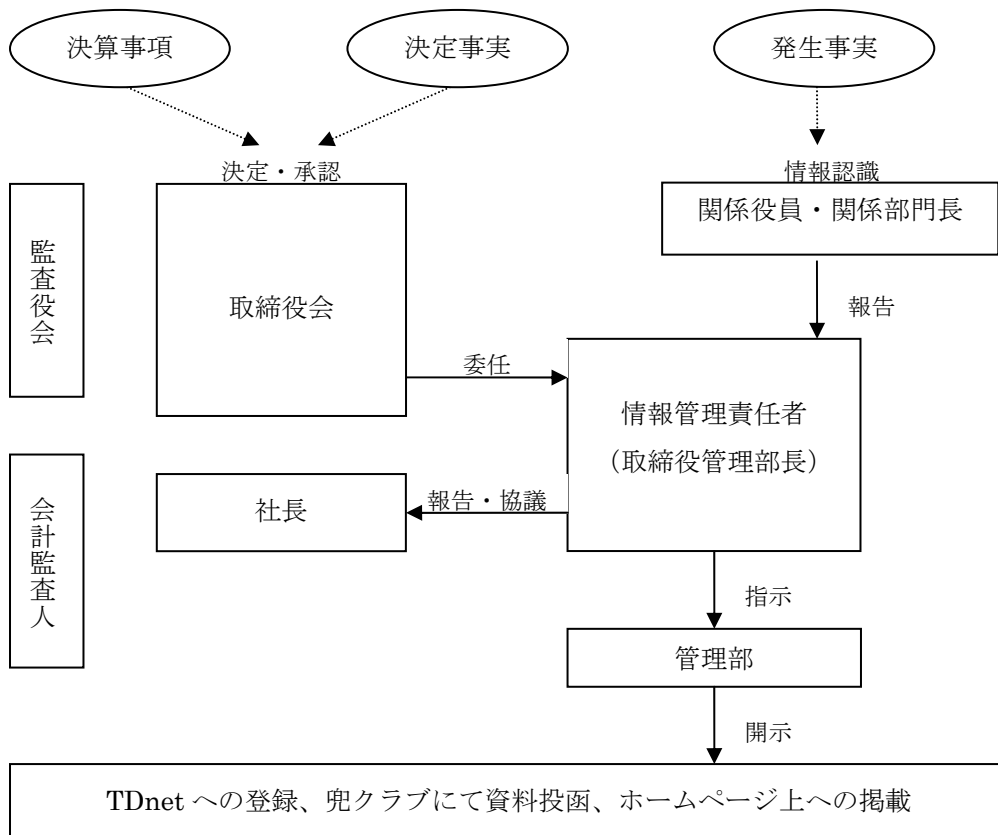 決算事項
決定事実
発生事実
決定・承認
情報認識
監査役会
取締役会
関係役員・関係部門長
報告
委任
情報管理責任者
（取締役管理部長）
会計監査人
社長
報告・協議
指示
管理部
開示
TDnet への登録、兜クラブにて資料投函、ホームページ上への掲載